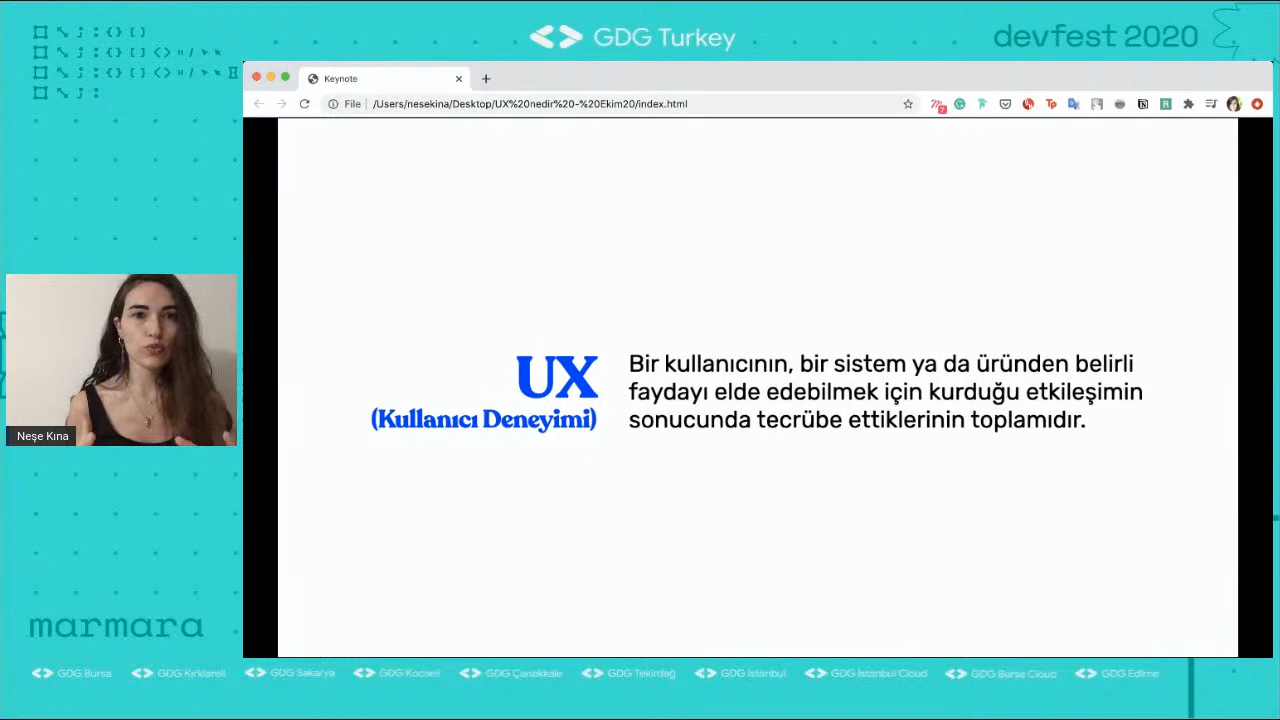 GDG Turkey
devfest 2020
Keynote
File
/Users/nesekina/Desktop/UX%20nedir%20-%20Ekim20/index.html
UX
(Kullanıcı Deneyimi)
Bir kullanıcının, bir sistem ya da üründen belirli
faydayı elde edebilmek için kurduğu etkileşimin
sonucunda tecrübe ettiklerinin toplamıdır.
Neşe Kına
marmara
GDG Bursa
GDG Kırklareli
GDG Sakarya
GDG Kocaeli
GDG Çanakkale
GDG Tekirdağ
GDG İstanbul
GDG İstanbul Cloud
GDG Bursa Cloud
GDG Edirne